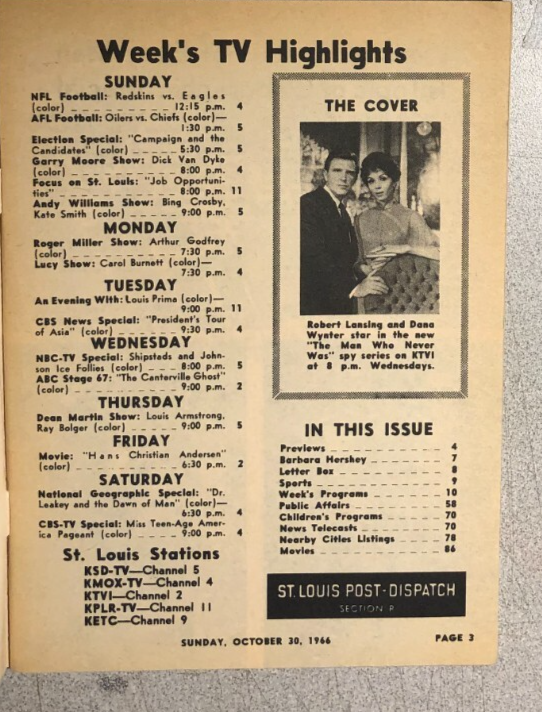 Week's TV Highlights
SUNDAY
NFL Football: Redskins vs. Eagles
(color) _ _ _ _ _ _ _ _ _ 12:15 p.m. 4
AFL Football: Oilers vs. Chiefs (color)—
1:30 p.m. 5
Election Special: "Campaign and the
Candidates" (color) _ _ _ _ _ 5:30 p.m. 5
Garry Moore Show: Dick Van Dyke
(color) _ _ _ _ _ _ _ _ _ 8:00 p.m. 4
Focus on St. Louis: "Job Opportuni-
ties" _ _ _ _ _ _ _ _ _ _ 8:00 p.m. 11
Andy Williams Show: Bing Crosby,
Kate Smith (color) _ _ _ _ _ 9:00 p.m. 5
MONDAY
Roger Miller Show: Arthur Godfrey
(color) _ _ _ _ _ _ _ _ _ 7:30 p.m. 5
Lucy Show: Carol Burnett (color)—
7:30 p.m. 4
TUESDAY
An Evening With: Louis Prima (color)—
9:00 p.m. 11
CBS News Special: "President's Tour
of Asia" (color) _ _ _ _ _ _ 9:30 p.m. 4
WEDNESDAY
NBC-TV Special: Shipstads and John-
son Ice Follies (color) _ _ _ _ 8:00 p.m. 5
ABC Stage 67: "The Canterville Ghost"
(color) _ _ _ _ _ _ _ _ _ 9:00 p.m. 2
THURSDAY
Dean Martin Show: Louis Armstrong,
Ray Bolger (color) _ _ _ _ _ 9:00 p.m. 5
FRIDAY
Movie: "Hans Christian Andersen"
(color) _ _ _ _ _ _ _ _ _ 6:30 p.m. 2
SATURDAY
National Geographic Special: "Dr.
Leakey and the Dawn of Man" (color)—
6:30 p.m. 4
CBS-TV Special: Miss Teen-Age Amer-
ica Pageant (color) _ _ _ _ _ 9:00 p.m. 4
St. Louis Stations
KSD-TV—Channel 5
KMOX-TV—Channel 4
KTVI—Channel 2
KPLR-TV—Channel 11
KETC—Channel 9
THE COVER
Robert Lansing and Dana
Wynter star in the new
"The Man Who Never
Was" spy series on KTVI
at 8 p.m. Wednesdays.
IN THIS ISSUE
Previews _ _ _ _ _ _ _ _ _ _ _ 4
Barbara Hershey _ _ _ _ _ _ _ _ 7
Letter Box _ _ _ _ _ _ _ _ _ _ 8
Sports _ _ _ _ _ _ _ _ _ _ _ _ 9
Week's Programs _ _ _ _ _ _ _ _ 10
Public Affairs _ _ _ _ _ _ _ _ _ 58
Children's Programs _ _ _ _ _ _ 70
News Telecasts _ _ _ _ _ _ _ _ 70
Nearby Cities Listings _ _ _ _ _ 78
Movies _ _ _ _ _ _ _ _ _ _ _ _ 86
ST. LOUIS POST-DISPATCH
SECTION R
SUNDAY, OCTOBER 30, 1966
PAGE 3